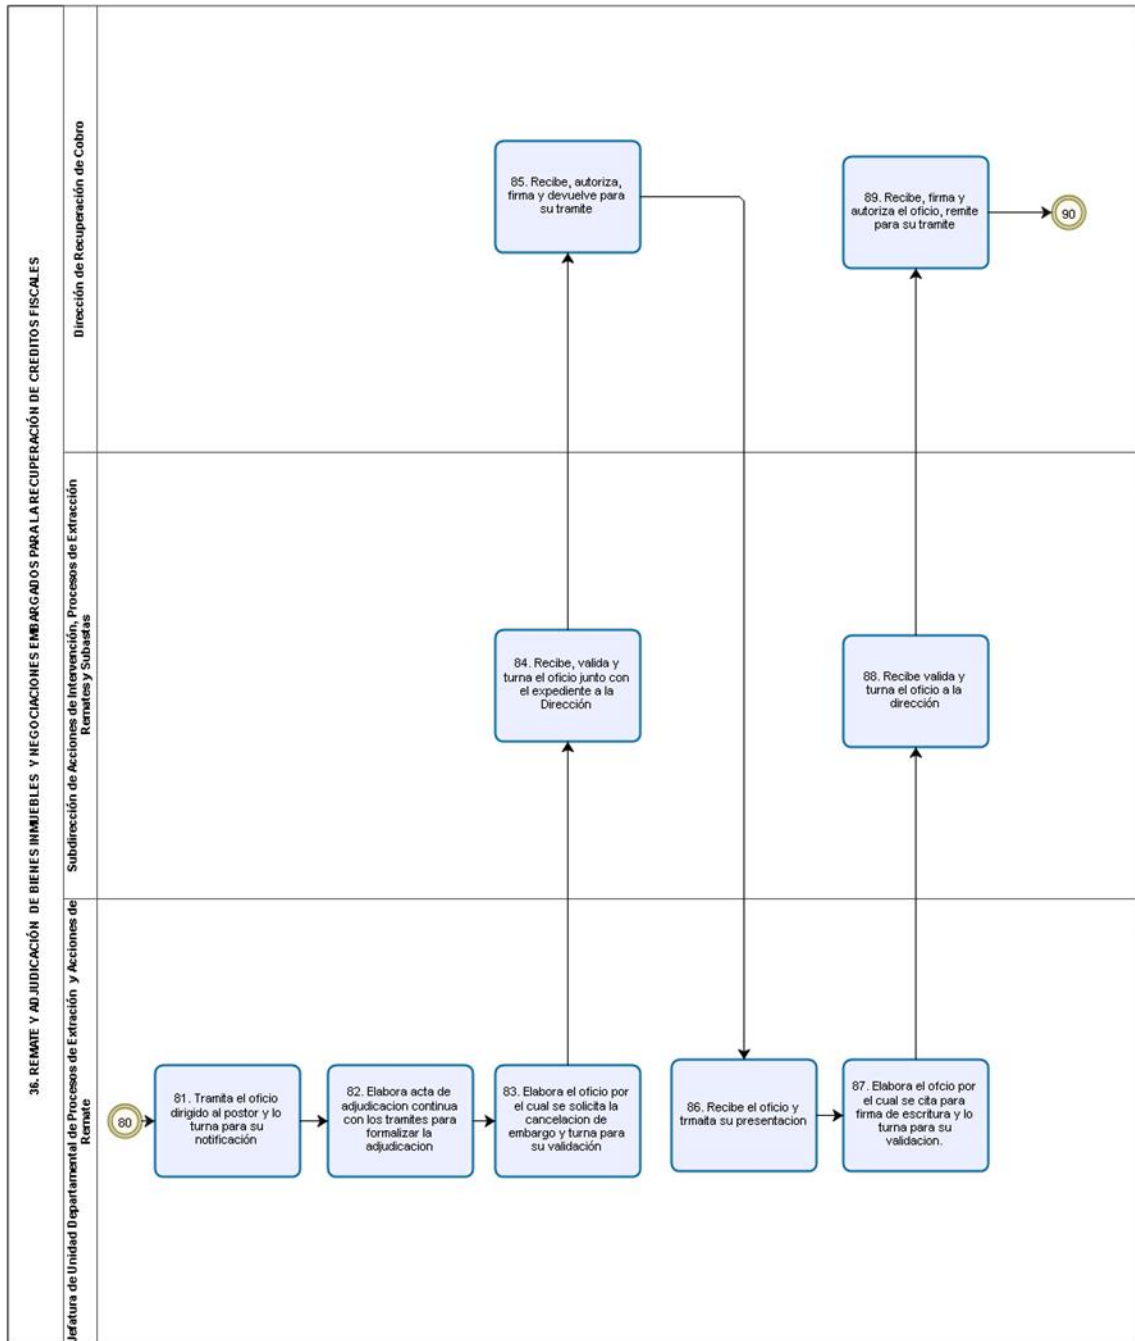 36. REMATE Y ADJUDICACIÓN DE BIENES INMUEBLES Y NEGOCIACIONES EMBARGADOS PARA LA RECUPERACIÓN DE CREDITOS FISCALES
Dirección de Recuperación de Cobro
85. Recibe, autoriza,
firma y devuelve para
su tramite
89. Recibe, firma y
autoriza el oficio, remite
para su tramite
90
Subdirección de Acciones de Intervención, Procesos de Extracción
Remates y Subastas
84. Recibe, valida y
turna el oficio junto con
el expediente a la
Dirección
88. Recibe valida y
turna el oficio a la
dirección
Jefatura de Unidad Departamental de Procesos de Extración y Acciones de
Remate
80
81. Tramita el oficio
dirigido al postor y lo
turna para su
notificación
82. Elabora acta de
adjudicacion continua
con los tramites para
formalizar la
adjudicacion
83. Elabora el oficio por
el cual se solicita la
cancelacion de
embargo y turna para
su validación
86. Recibe el oficio y
trmaita su presentacion
87. Elabora el ofcio por
el cual se cita para
firma de escritura y lo
turna para su
validacion.